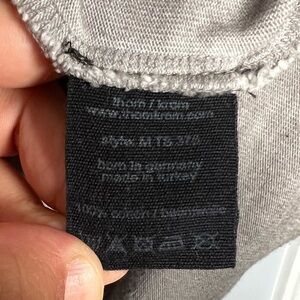 thom / krom
www.thomkrom.com
style: M TS 376
born in germany
made in turkey
100% cotton / baumwolle